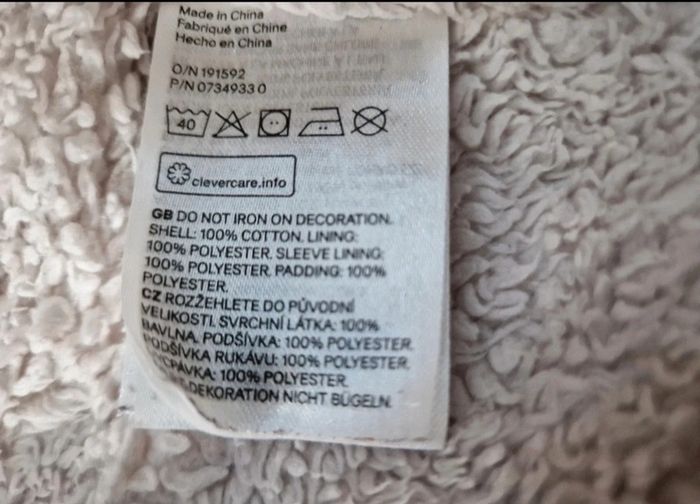 Made in China
Fabriqué en Chine
Hecho en China
O/N 191592
P/N 0734933 0
40
clevercare.info
GB DO NOT IRON ON DECORATION.
SHELL: 100% COTTON. LINING:
100% POLYESTER. SLEEVE LINING:
100% POLYESTER. PADDING: 100%
POLYESTER.
CZ ROZŽEHLETE DO PŮVODNÍ
VELIKOSTI. SVRCHNÍ LÁTKA: 100%
BAVLNA. PODŠÍVKA: 100% POLYESTER.
PODŠÍVKA RUKÁVU: 100% POLYESTER.
100% POLYESTER.
DEKORATION NICHT BÜGELN.